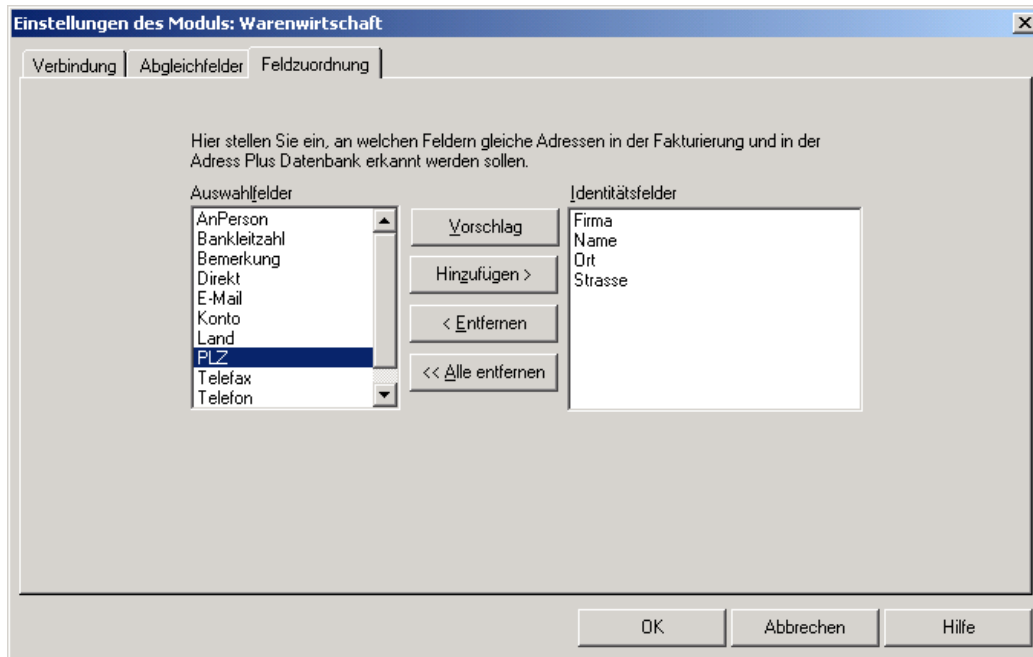 Einstellungen des Moduls: Warenwirtschaft
Verbindung Abgleichfelder Feldzuordnung
Hier stellen Sie ein, an welchen Feldern gleiche Adressen in der Fakturierung und in der
Adress Plus Datenbank erkannt werden sollen.
Auswahlfelder
AnPerson
Bankleitzahl
Bemerkung
Direkt
E-Mail
Konto
Land
PLZ
Telefax
Telefon
Vorschlag
Hinzufügen >
< Entfernen
<< Alle entfernen
Identitätsfelder
Firma
Name
Ort
Strasse
OK Abbrechen Hilfe